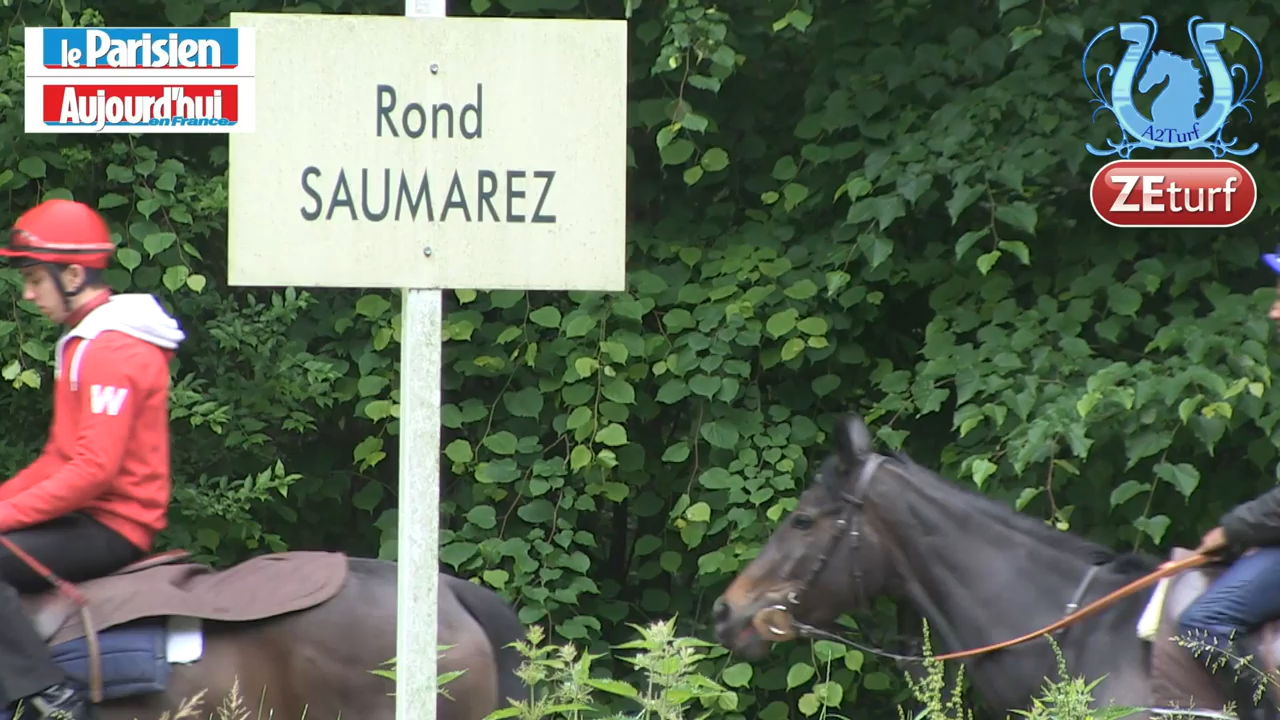 le Parisien
Aujourd'hui
en France
Rond
SAUMAREZ
A2Turf
ZEturf
W